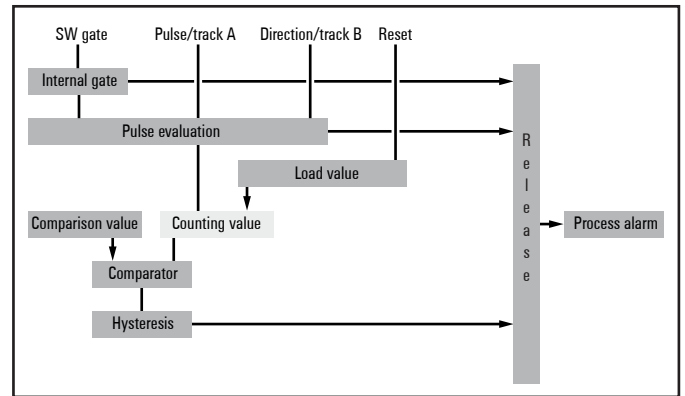 SW gate
Pulse/track A
Direction/track B
Reset
Internal gate
Pulse evaluation
Load value
Comparison value
Counting value
Comparator
Hysteresis
Release
Process alarm